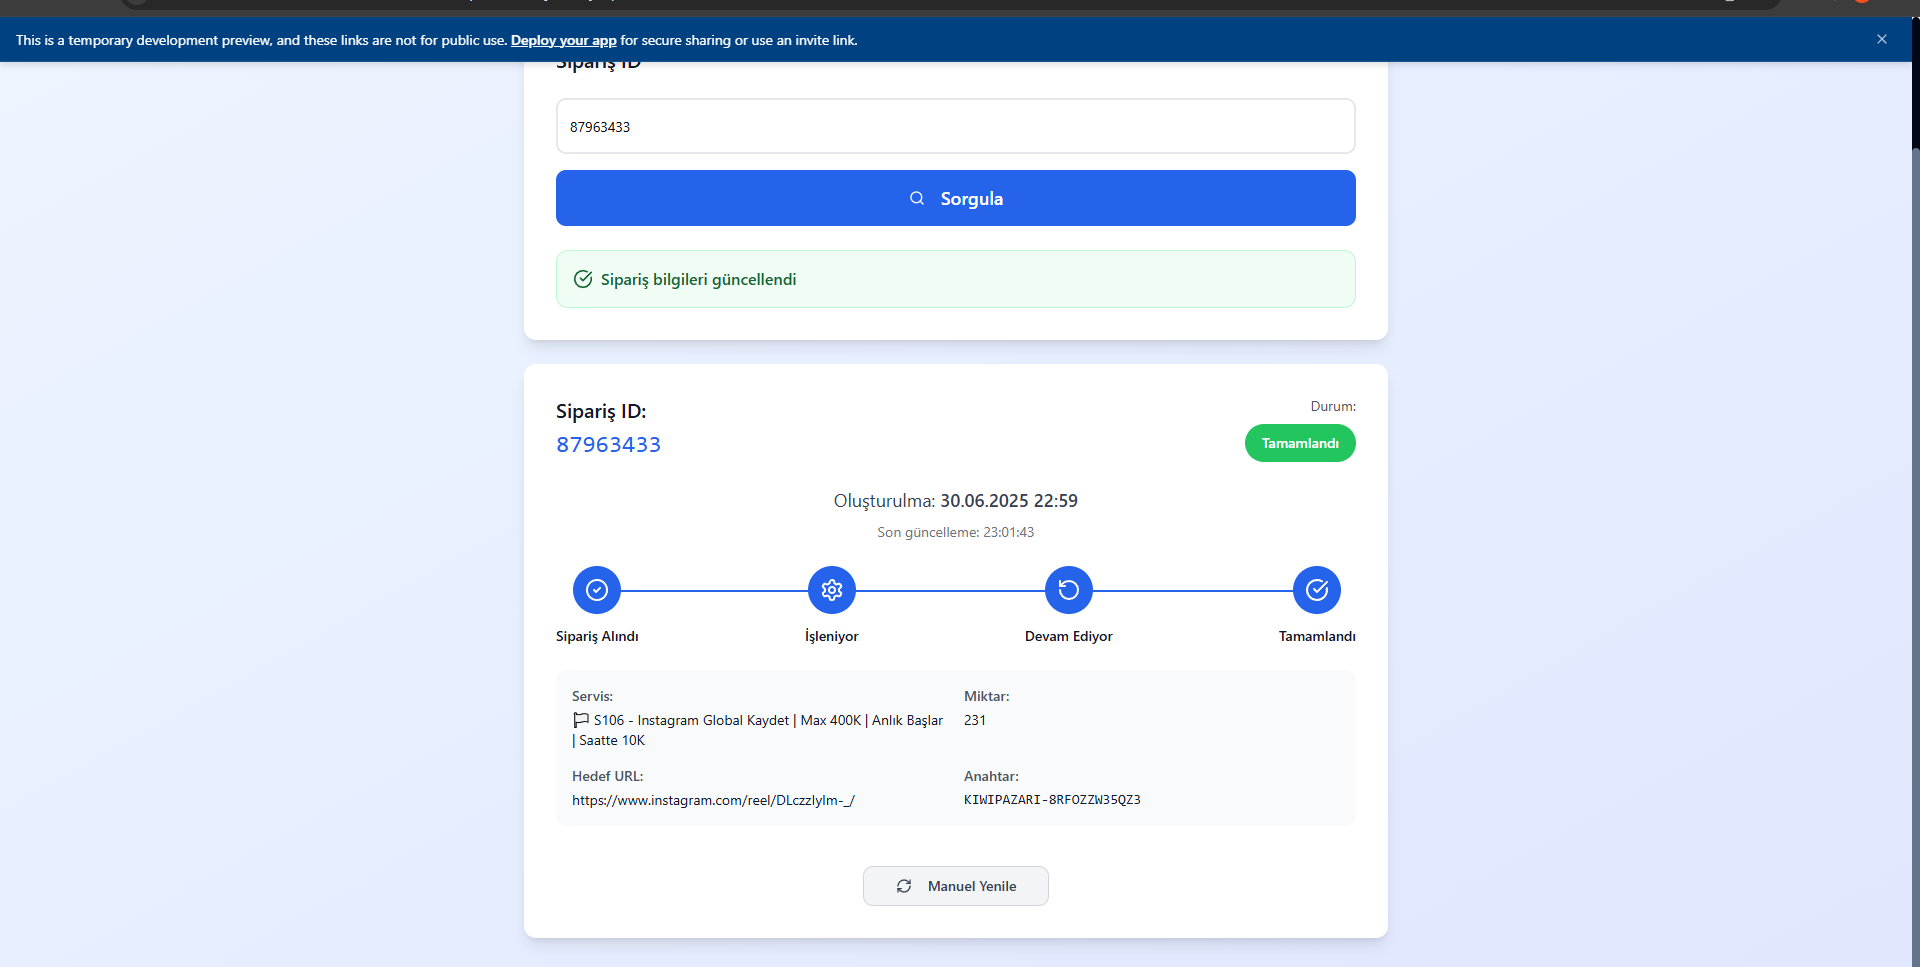 This is a temporary development preview, and these links are not for public use. Deploy your app for secure sharing or use an invite link.
Sipariş ID
87963433
Sorgula
Sipariş bilgileri güncellendi
Sipariş ID:
87963433
Durum:
Tamamlandı
Oluşturulma: 30.06.2025 22:59
Son güncelleme: 23:01:43
Sipariş Alındı
İşleniyor
Devam Ediyor
Tamamlandı
Servis:
S106 - Instagram Global Kaydet | Max 400K | Anlık Başlar
| Saatte 10K
Miktar:
231
Hedef URL:
https://www.instagram.com/reel/DLczzlylm-_/
Anahtar:
KIWIPAZARI-8RFOZZW35QZ3
Manuel Yenile